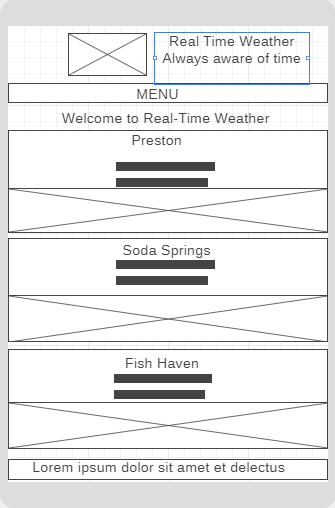 Real Time Weather
Always aware of time
MENU
Welcome to Real-Time Weather
Preston
Soda Springs
Fish Haven
Lorem ipsum dolor sit amet et delectus